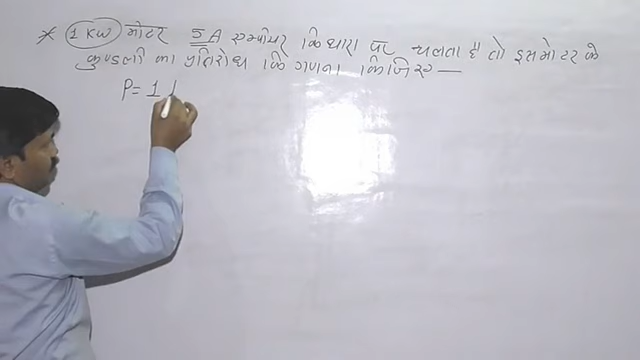 * 1 KW मोटर 5A एम्पीयर कि धारा पर चलता है तो इस मोटर के
कुण्डली का प्रतिरोध कि गणना किजिए —
P = 1